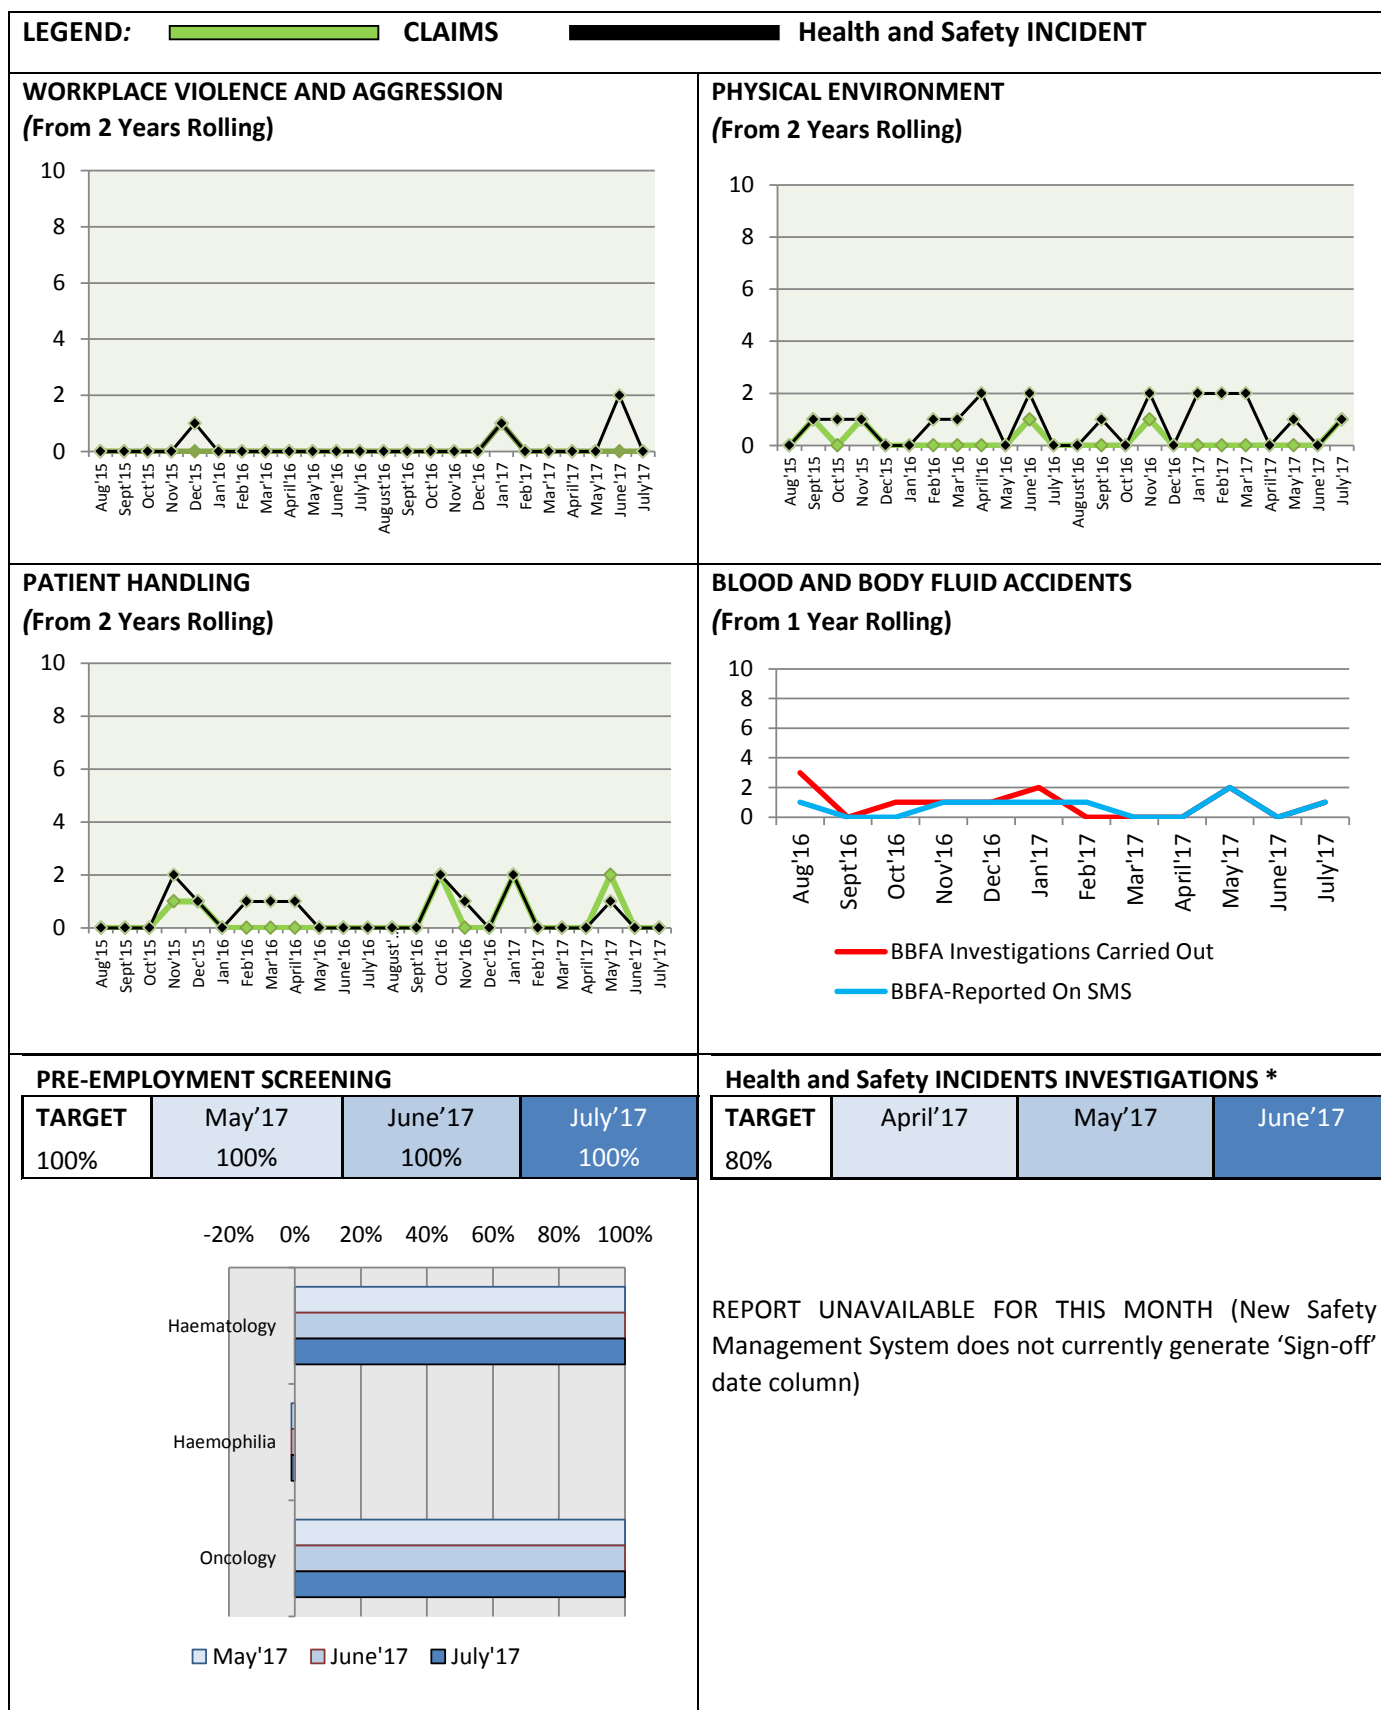 LEGEND: CLAIMS Health and Safety INCIDENT
WORKPLACE VIOLENCE AND AGGRESSION
(From 2 Years Rolling)
10
8
6
4
2
0
Aug'15
Sept'15
Oct'15
Nov'15
Dec'15
Jan'16
Feb'16
Mar'16
April'16
May'16
June'16
July'16
August'16
Sept'16
Oct'16
Nov'16
Dec'16
Jan'17
Feb'17
Mar'17
April'17
May'17
June'17
July'17
PHYSICAL ENVIRONMENT
(From 2 Years Rolling)
10
8
6
4
2
0
Aug'15
Sept'15
Oct'15
Nov'15
Dec'15
Jan'16
Feb'16
Mar'16
April'16
May'16
June'16
July'16
August'16
Sept'16
Oct'16
Nov'16
Dec'16
Jan'17
Feb'17
Mar'17
April'17
May'17
June'17
July'17
PATIENT HANDLING
(From 2 Years Rolling)
10
8
6
4
2
0
Aug'15
Sept'15
Oct'15
Nov'15
Dec'15
Jan'16
Feb'16
Mar'16
April'16
May'16
June'16
July'16
August'...
Sept'16
Oct'16
Nov'16
Dec'16
Jan'17
Feb'17
Mar'17
April'17
May'17
June'17
July'17
BLOOD AND BODY FLUID ACCIDENTS
(From 1 Year Rolling)
10
8
6
4
2
0
Aug'16
Sept'16
Oct'16
Nov'16
Dec'16
Jan'17
Feb'17
Mar'17
April'17
May'17
June'17
July'17
BBFA Investigations Carried Out
BBFA-Reported On SMS
PRE-EMPLOYMENT SCREENING
TARGET May’17 June’17 July’17
100% 100% 100% 100%
-20% 0% 20% 40% 60% 80% 100%
Haematology
Haemophilia
Oncology
May'17 June'17 July'17
Health and Safety INCIDENTS INVESTIGATIONS *
TARGET April’17 May’17 June’17
80%
REPORT UNAVAILABLE FOR THIS MONTH (New Safety
Management System does not currently generate ‘Sign-off’
date column)